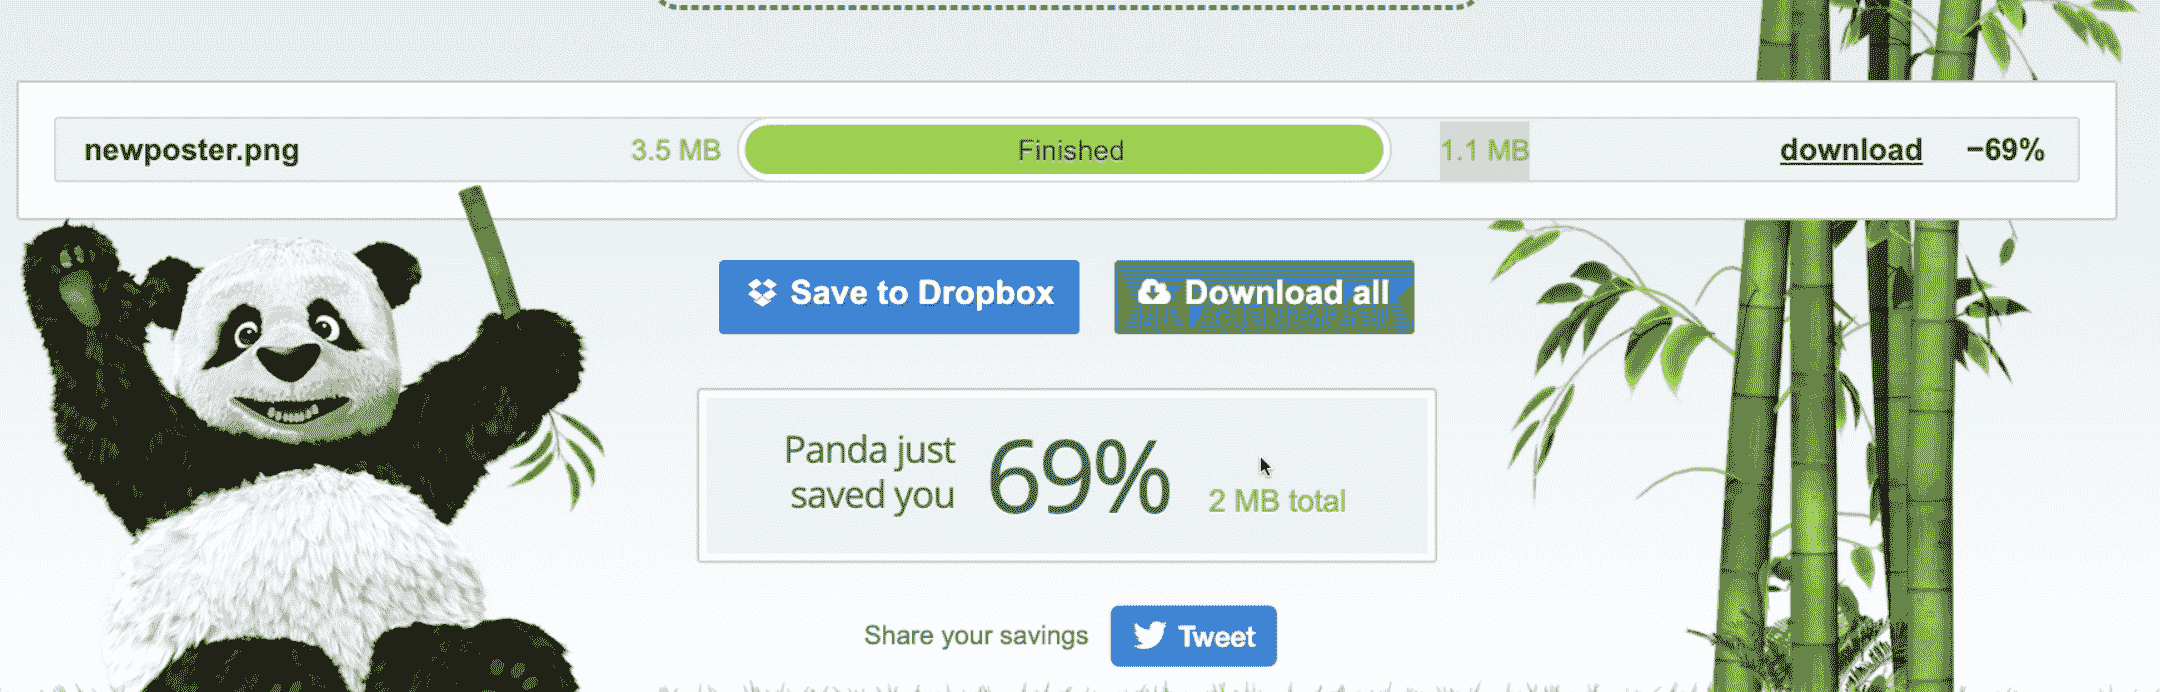 newposter.png 3.5 MB Finished 1.1 MB download −69%
Save to Dropbox Download all
Panda just
saved you 69% 2 MB total
Share your savings Tweet